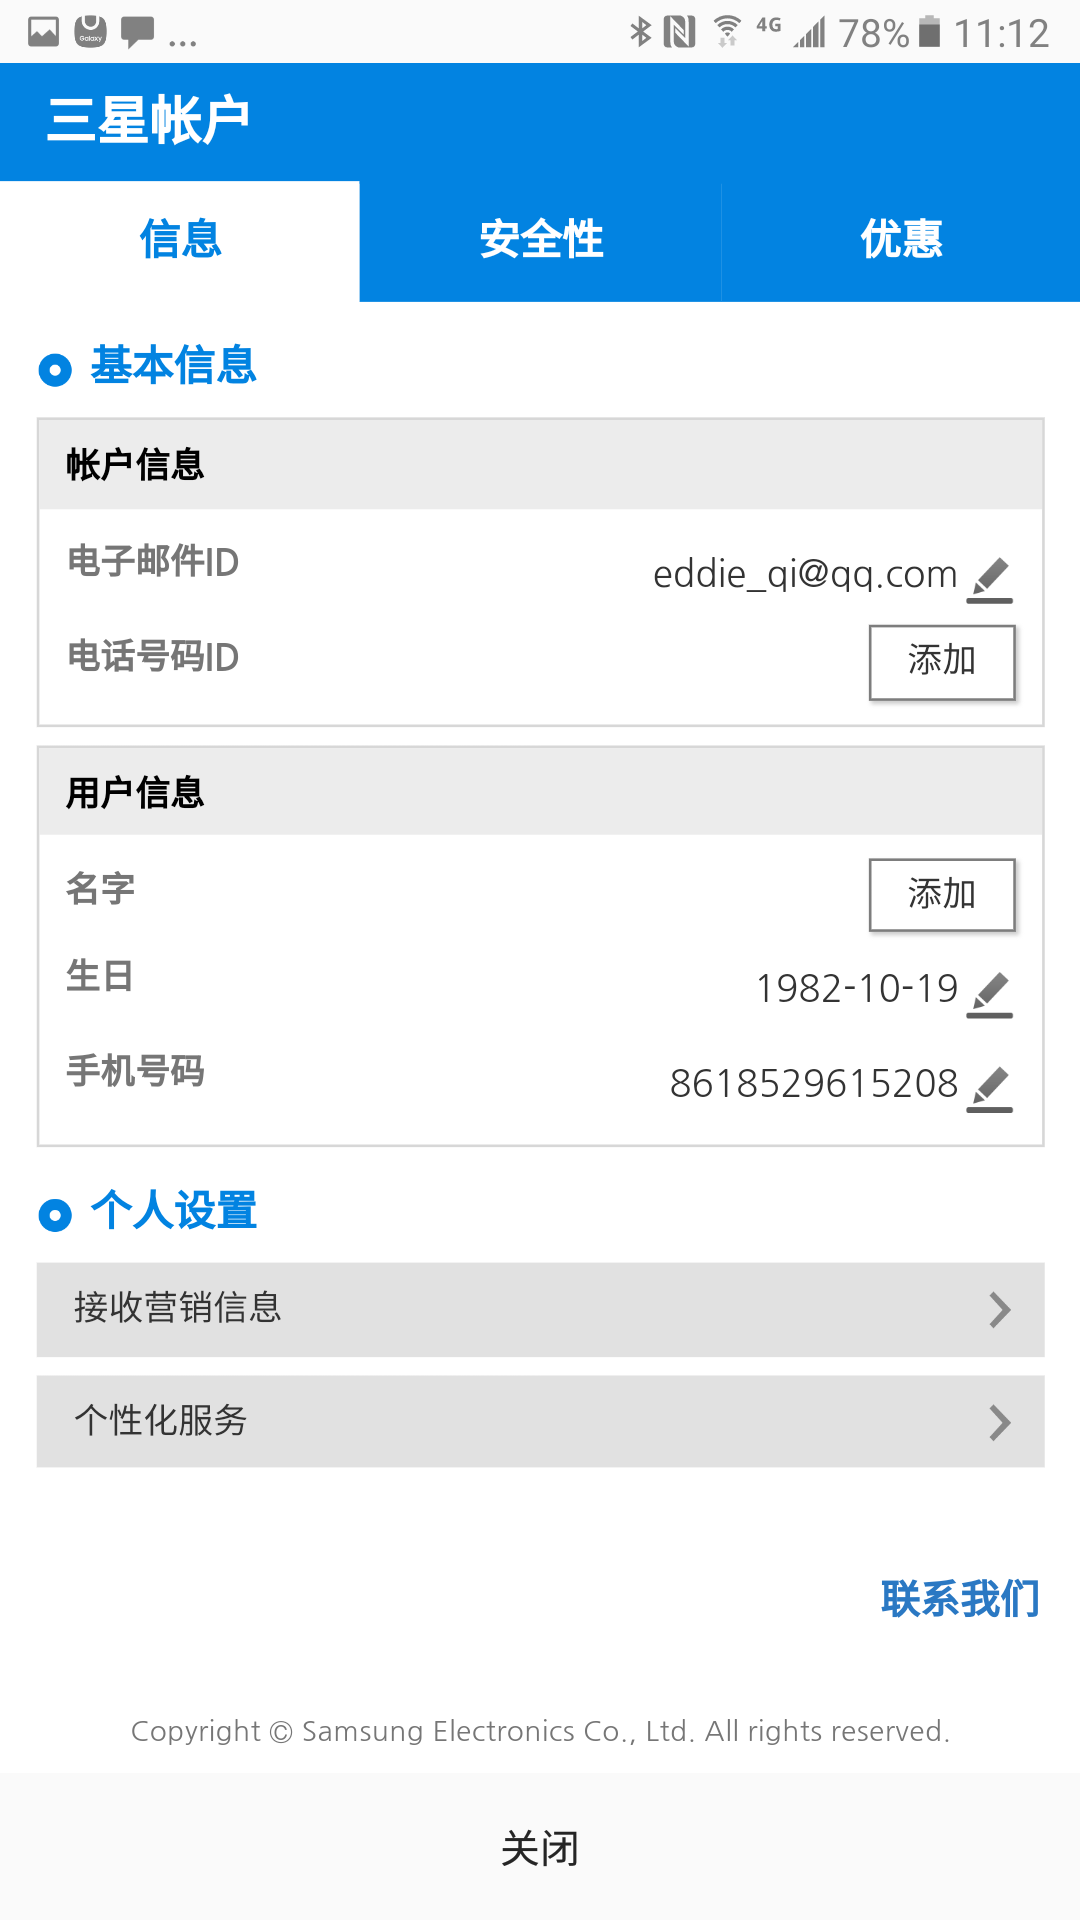 Galaxy ... 4G 78% 11:12
三星帐户
信息 安全性 优惠
基本信息
帐户信息
电子邮件ID eddie_qi@qq.com
电话号码ID 添加
用户信息
名字 添加
生日 1982-10-19
手机号码 8618529615208
个人设置
接收营销信息
个性化服务
联系我们
Copyright © Samsung Electronics Co., Ltd. All rights reserved.
关闭